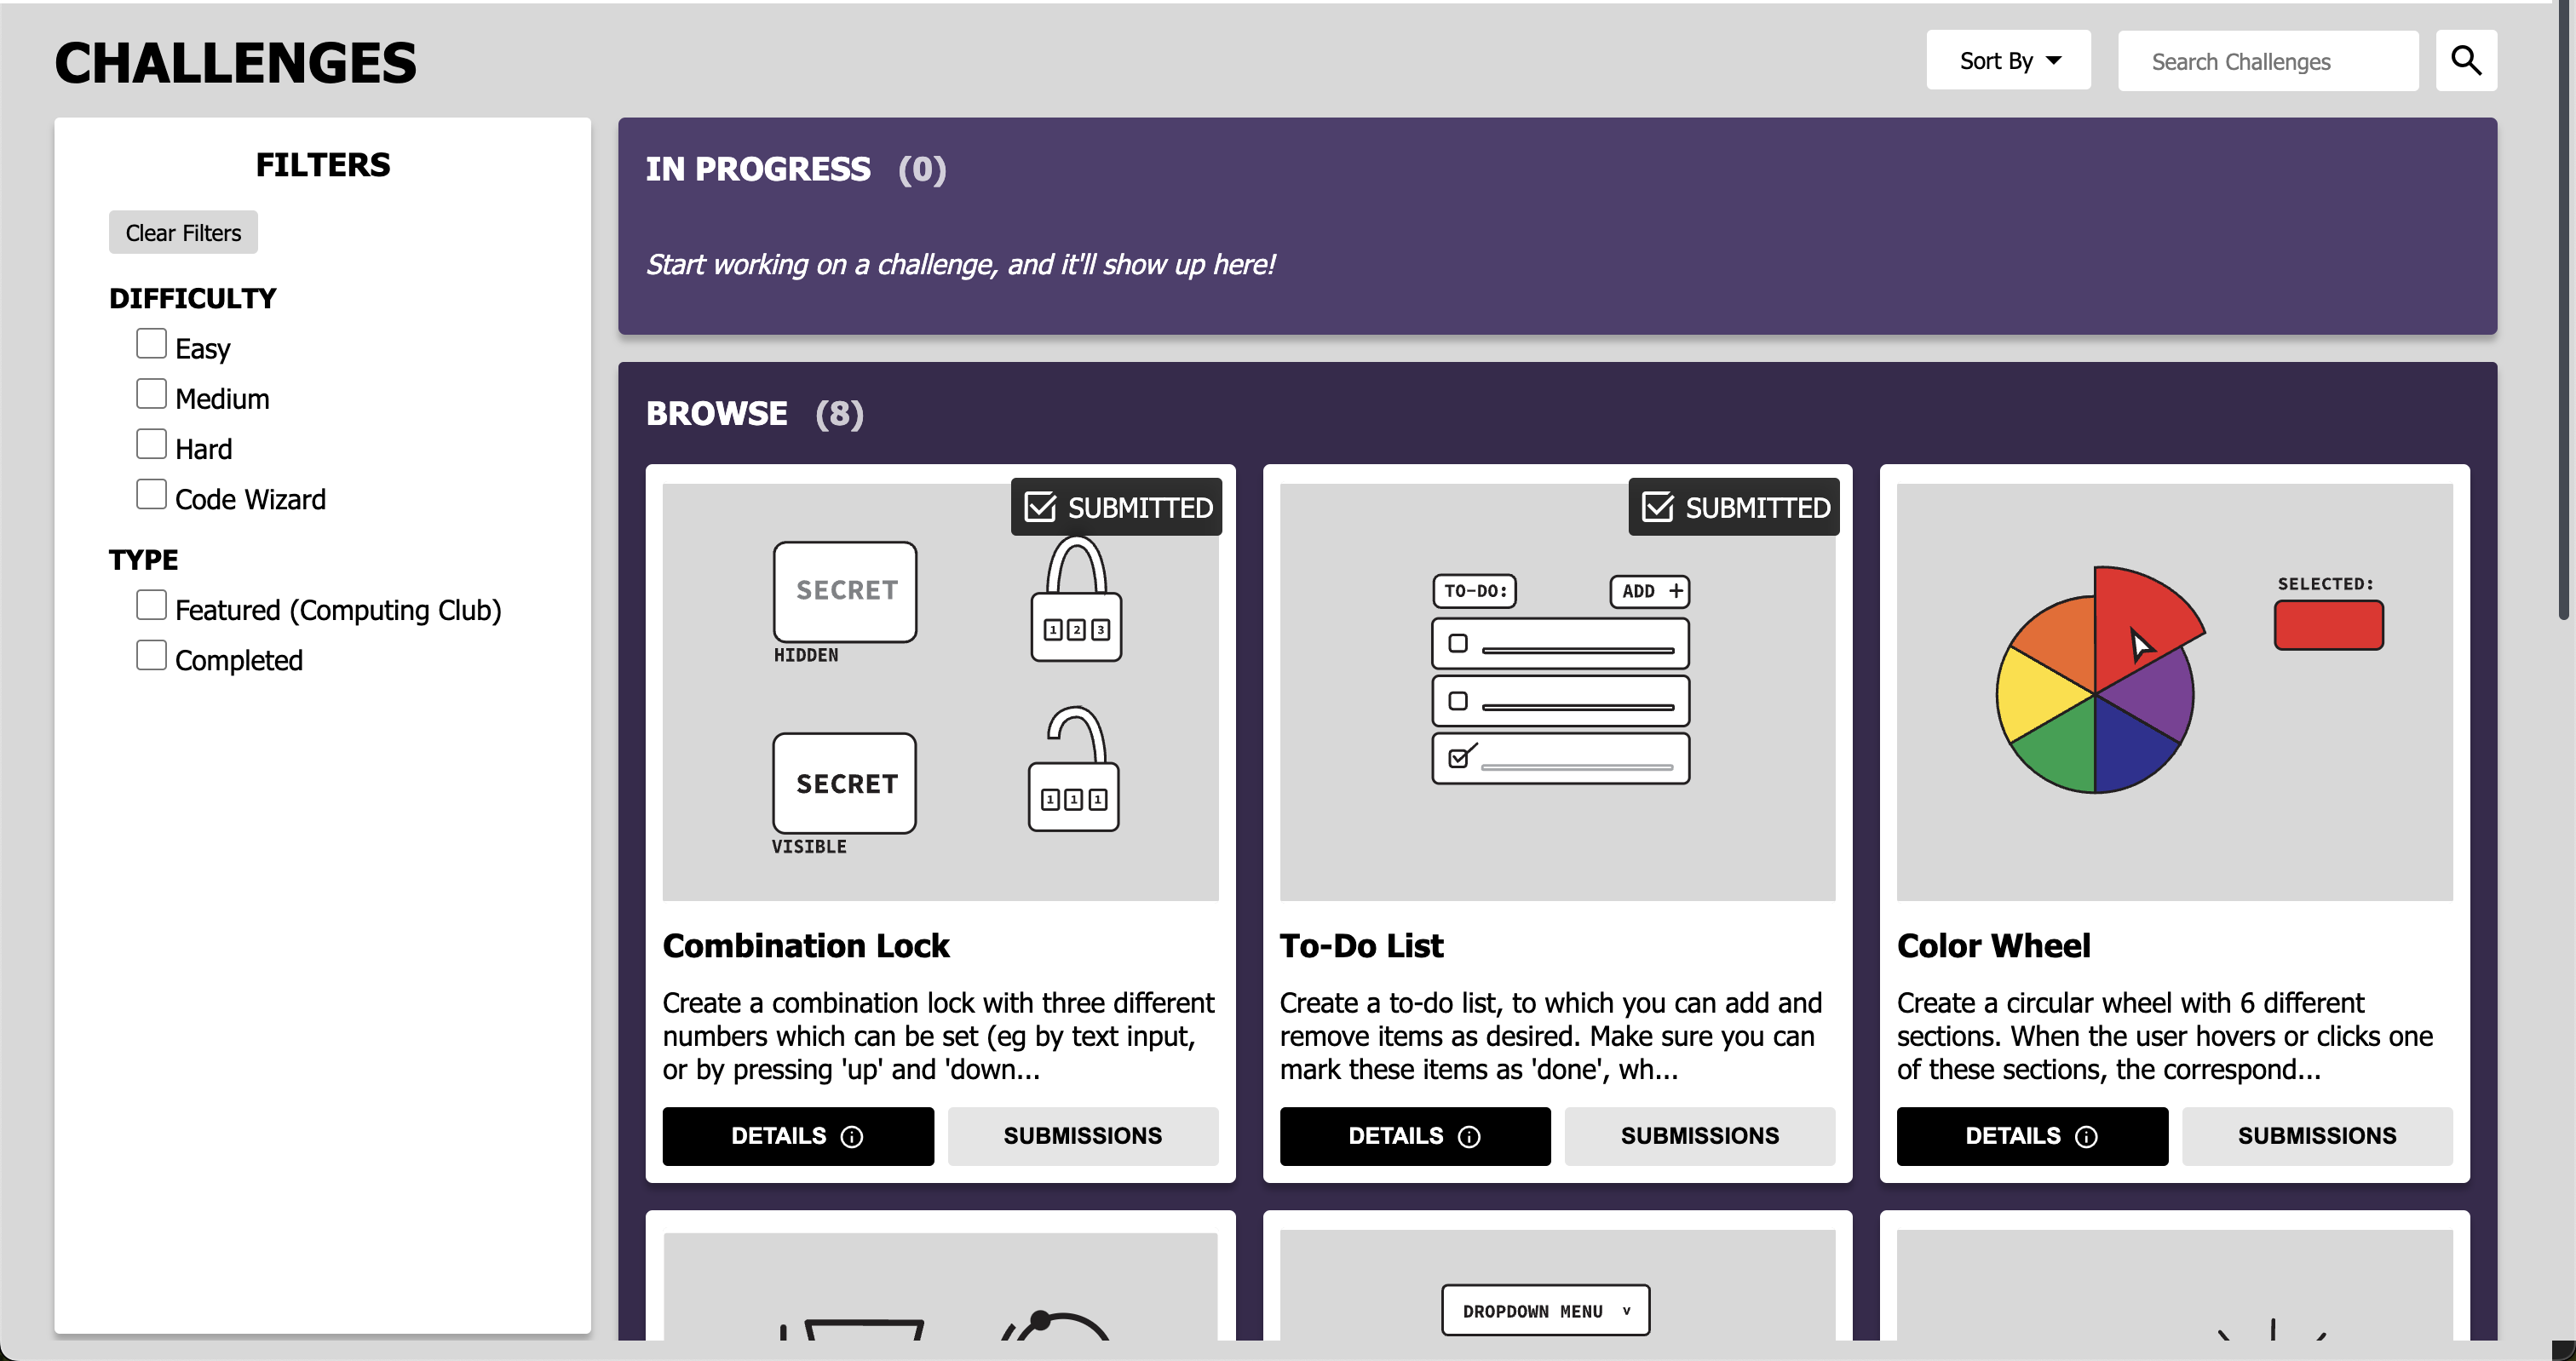 CHALLENGES
Sort By
Search Challenges
FILTERS
Clear Filters
DIFFICULTY
Easy
Medium
Hard
Code Wizard
TYPE
Featured (Computing Club)
Completed
IN PROGRESS (0)
Start working on a challenge, and it'll show up here!
BROWSE (8)
SUBMITTED
SECRET
HIDDEN
1 2 3
SECRET
VISIBLE
1 1 1
Combination Lock
Create a combination lock with three different
numbers which can be set (eg by text input,
or by pressing 'up' and 'down...
DETAILS
SUBMISSIONS
SUBMITTED
TO-DO:
ADD +
To-Do List
Create a to-do list, to which you can add and
remove items as desired. Make sure you can
mark these items as 'done', wh...
DETAILS
SUBMISSIONS
SELECTED:
Color Wheel
Create a circular wheel with 6 different
sections. When the user hovers or clicks one
of these sections, the correspond...
DETAILS
SUBMISSIONS
DROPDOWN MENU v